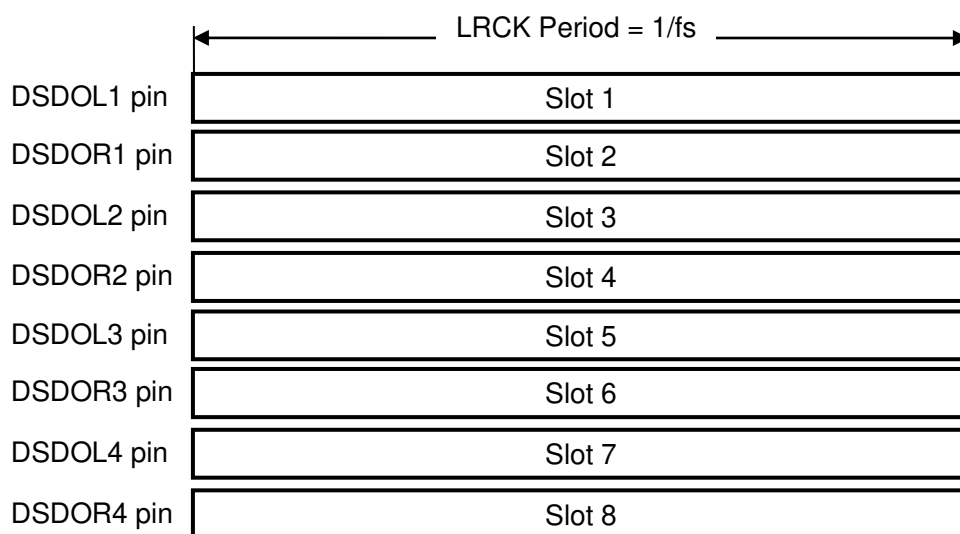 LRCK Period = 1/fs
DSDOL1 pin Slot 1
DSDOR1 pin Slot 2
DSDOL2 pin Slot 3
DSDOR2 pin Slot 4
DSDOL3 pin Slot 5
DSDOR3 pin Slot 6
DSDOL4 pin Slot 7
DSDOR4 pin Slot 8